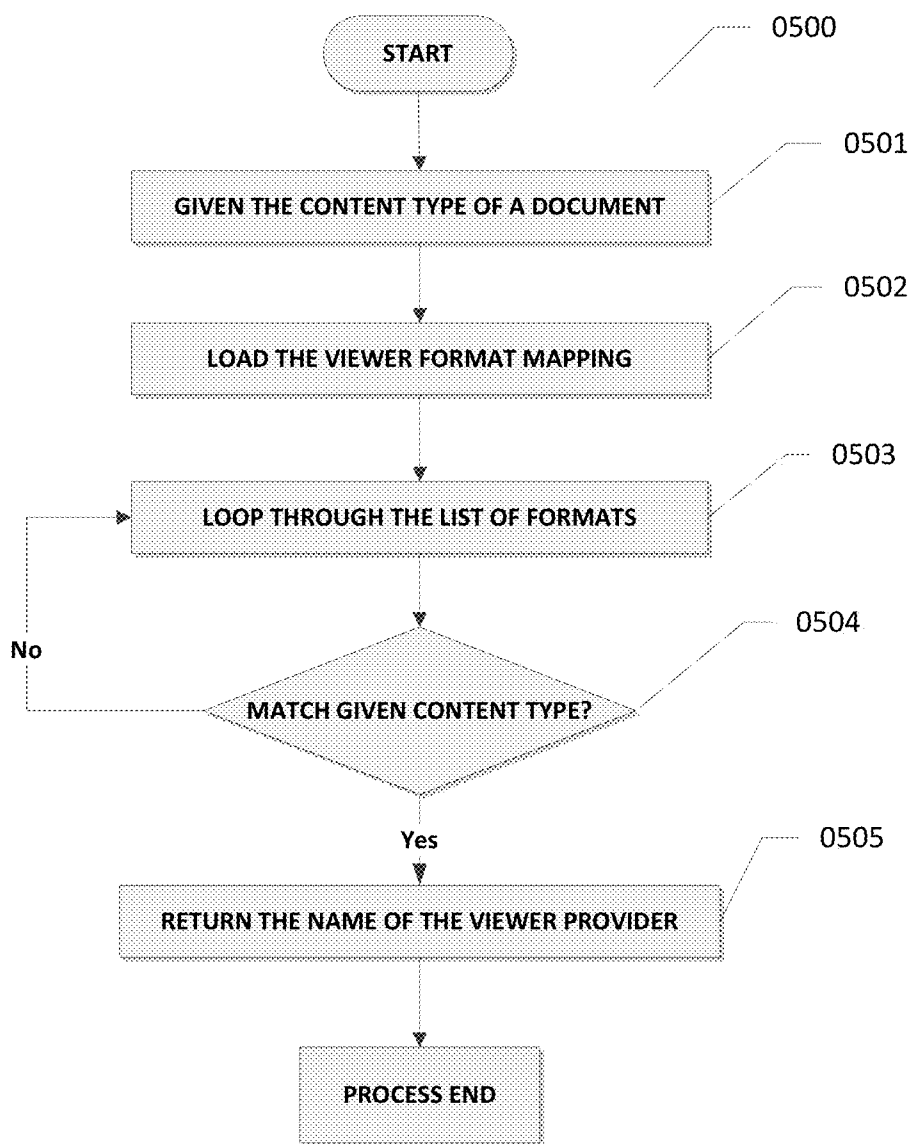 START
0500
0501
GIVEN THE CONTENT TYPE OF A DOCUMENT
0502
LOAD THE VIEWER FORMAT MAPPING
0503
LOOP THROUGH THE LIST OF FORMATS
0504
No
MATCH GIVEN CONTENT TYPE?
Yes
0505
RETURN THE NAME OF THE VIEWER PROVIDER
PROCESS END